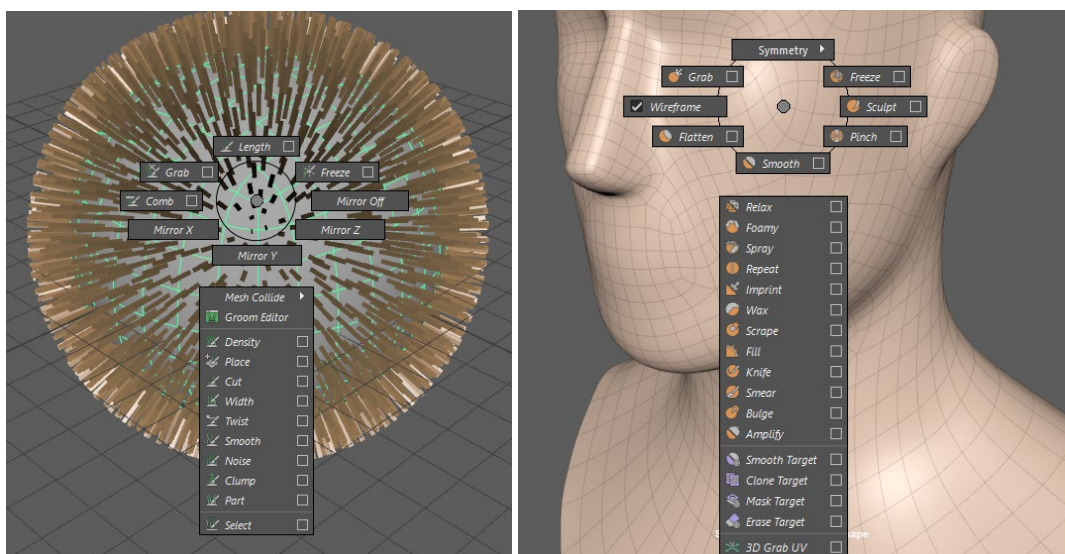 Length
Grab
Freeze
Comb
Mirror Off
Mirror X
Mirror Z
Mirror Y
Mesh Collide
Groom Editor
Density
Place
Cut
Width
Twist
Smooth
Noise
Clump
Part
Select
Symmetry
Grab
Freeze
Wireframe
Sculpt
Flatten
Pinch
Smooth
Relax
Foamy
Spray
Repeat
Imprint
Wax
Scrape
Fill
Knife
Smear
Bulge
Amplify
Smooth Target
Clone Target
Mask Target
Erase Target
3D Grab UV